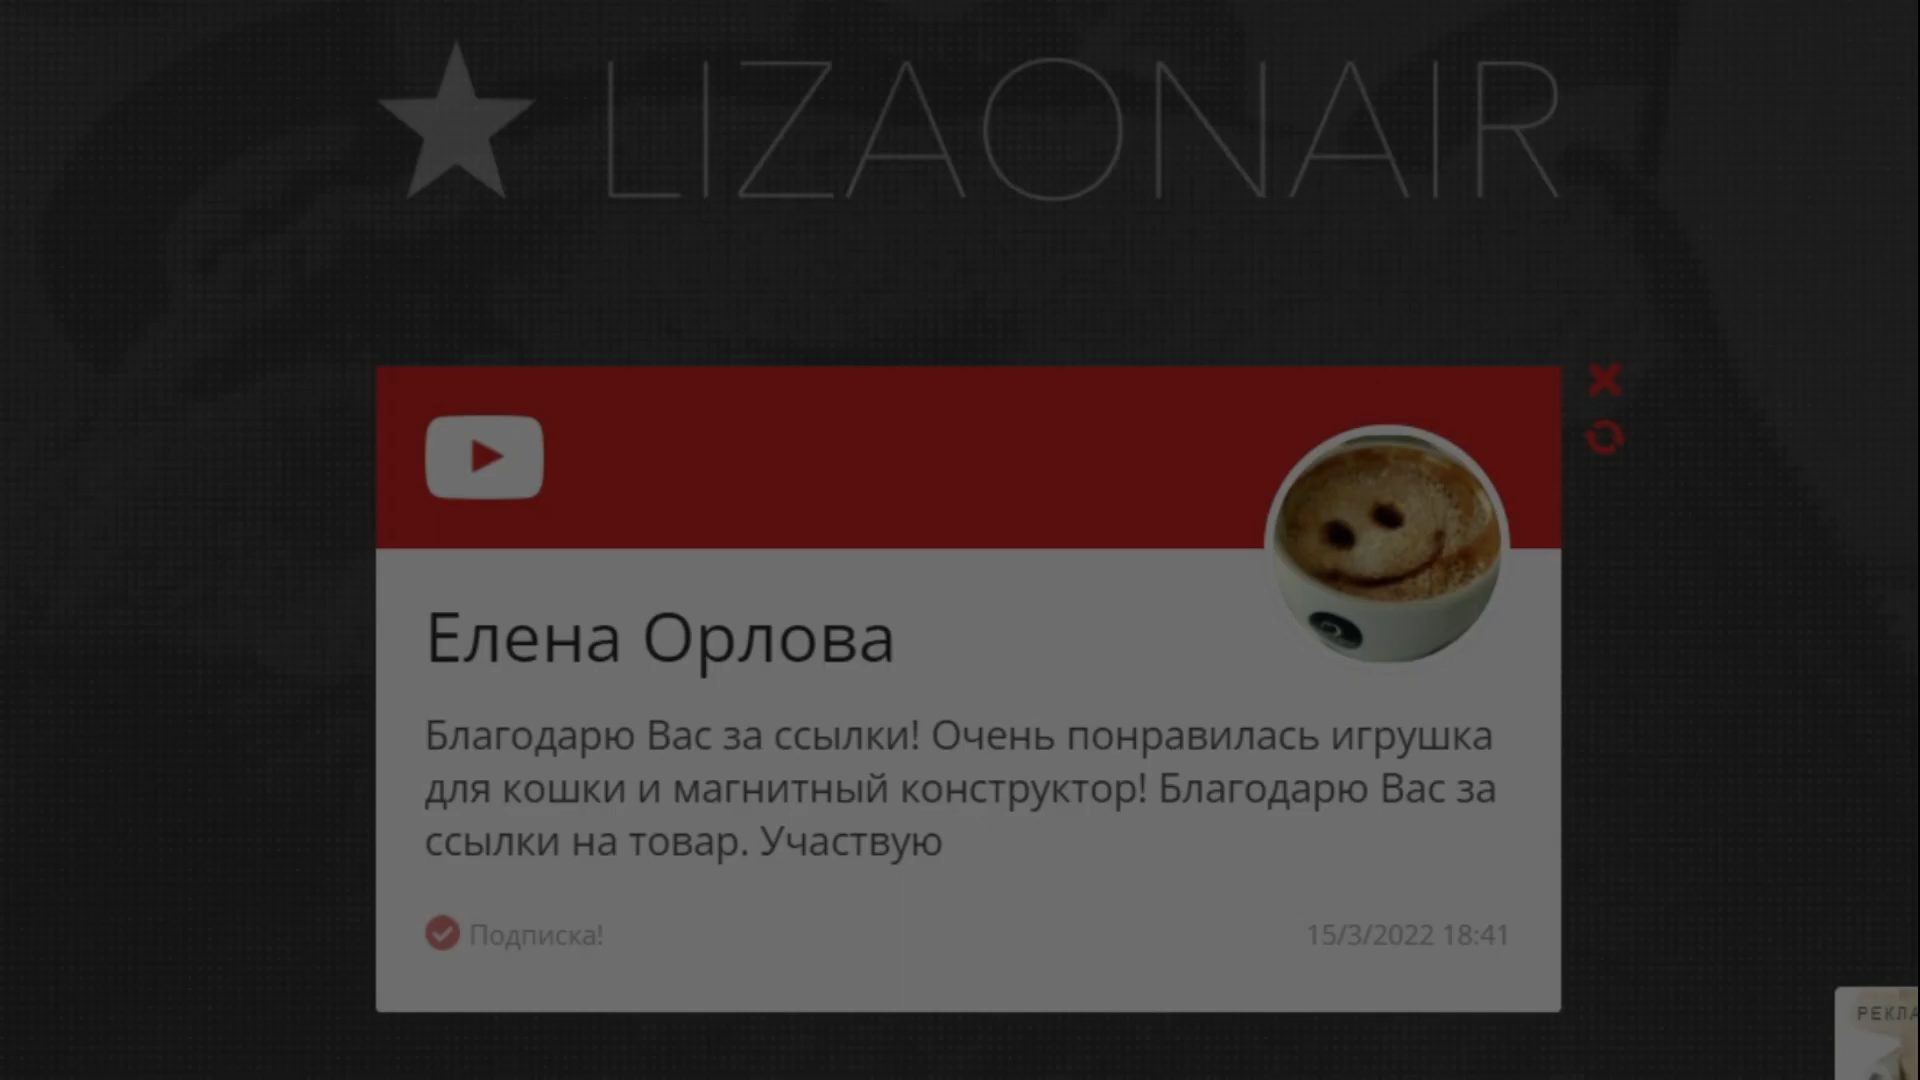 LIZAONAIR
Елена Орлова
Благодарю Вас за ссылки! Очень понравилась игрушка
для кошки и магнитный конструктор! Благодарю Вас за
ссылки на товар. Участвую
Подписка!
15/3/2022 18:41
РЕКЛА